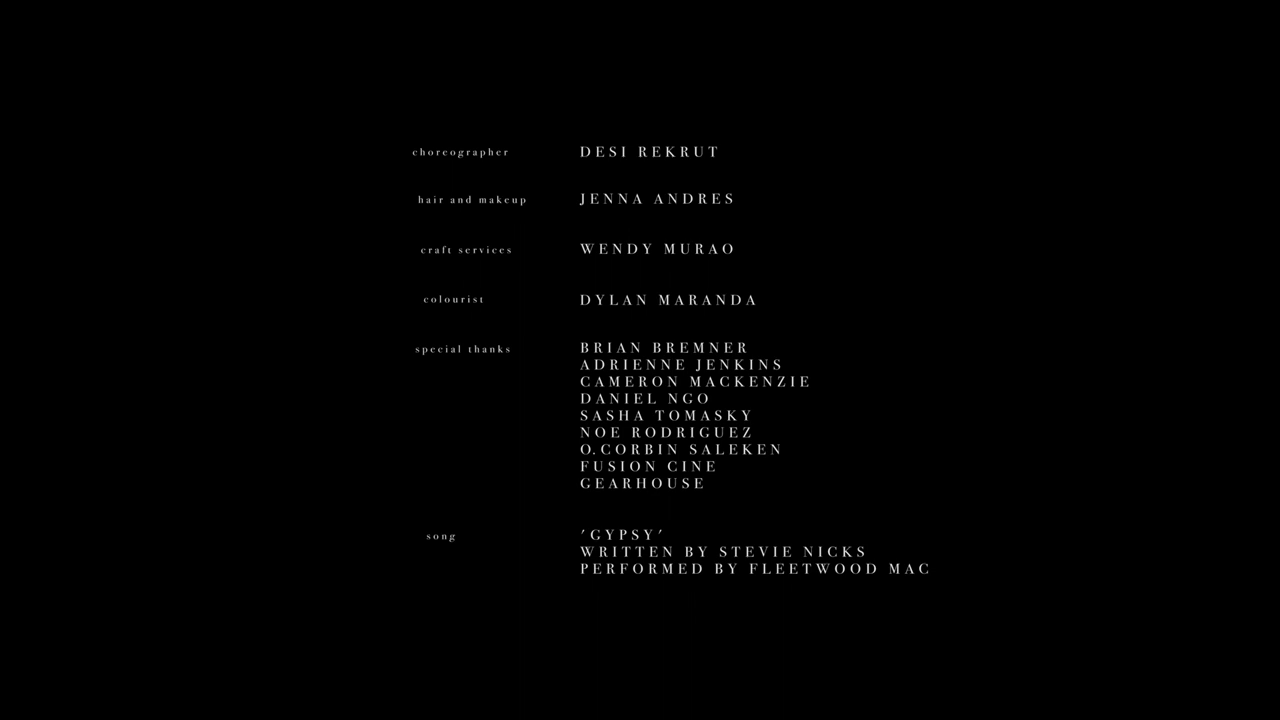 choreographer DESI REKRUT
hair and makeup JENNA ANDRES
craft services WENDY MURAO
colourist DYLAN MARANDA
special thanks BRIAN BREMNER
ADRIENNE JENKINS
CAMERON MACKENZIE
DANIEL NGO
SASHA TOMASKY
NOE RODRIGUEZ
O.CORBIN SALEKEN
FUSION CINE
GEARHOUSE
song 'GYPSY'
WRITTEN BY STEVIE NICKS
PERFORMED BY FLEETWOOD MAC